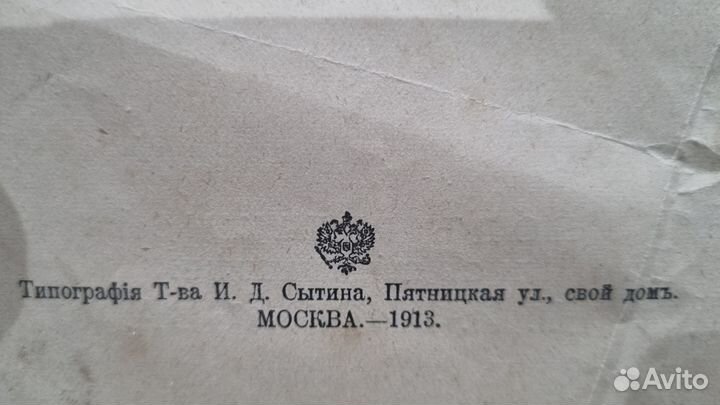 Типографія Т-ва И. Д. Сытина, Пятницкая ул., свой домъ.
МОСКВА.—1913.
Avito